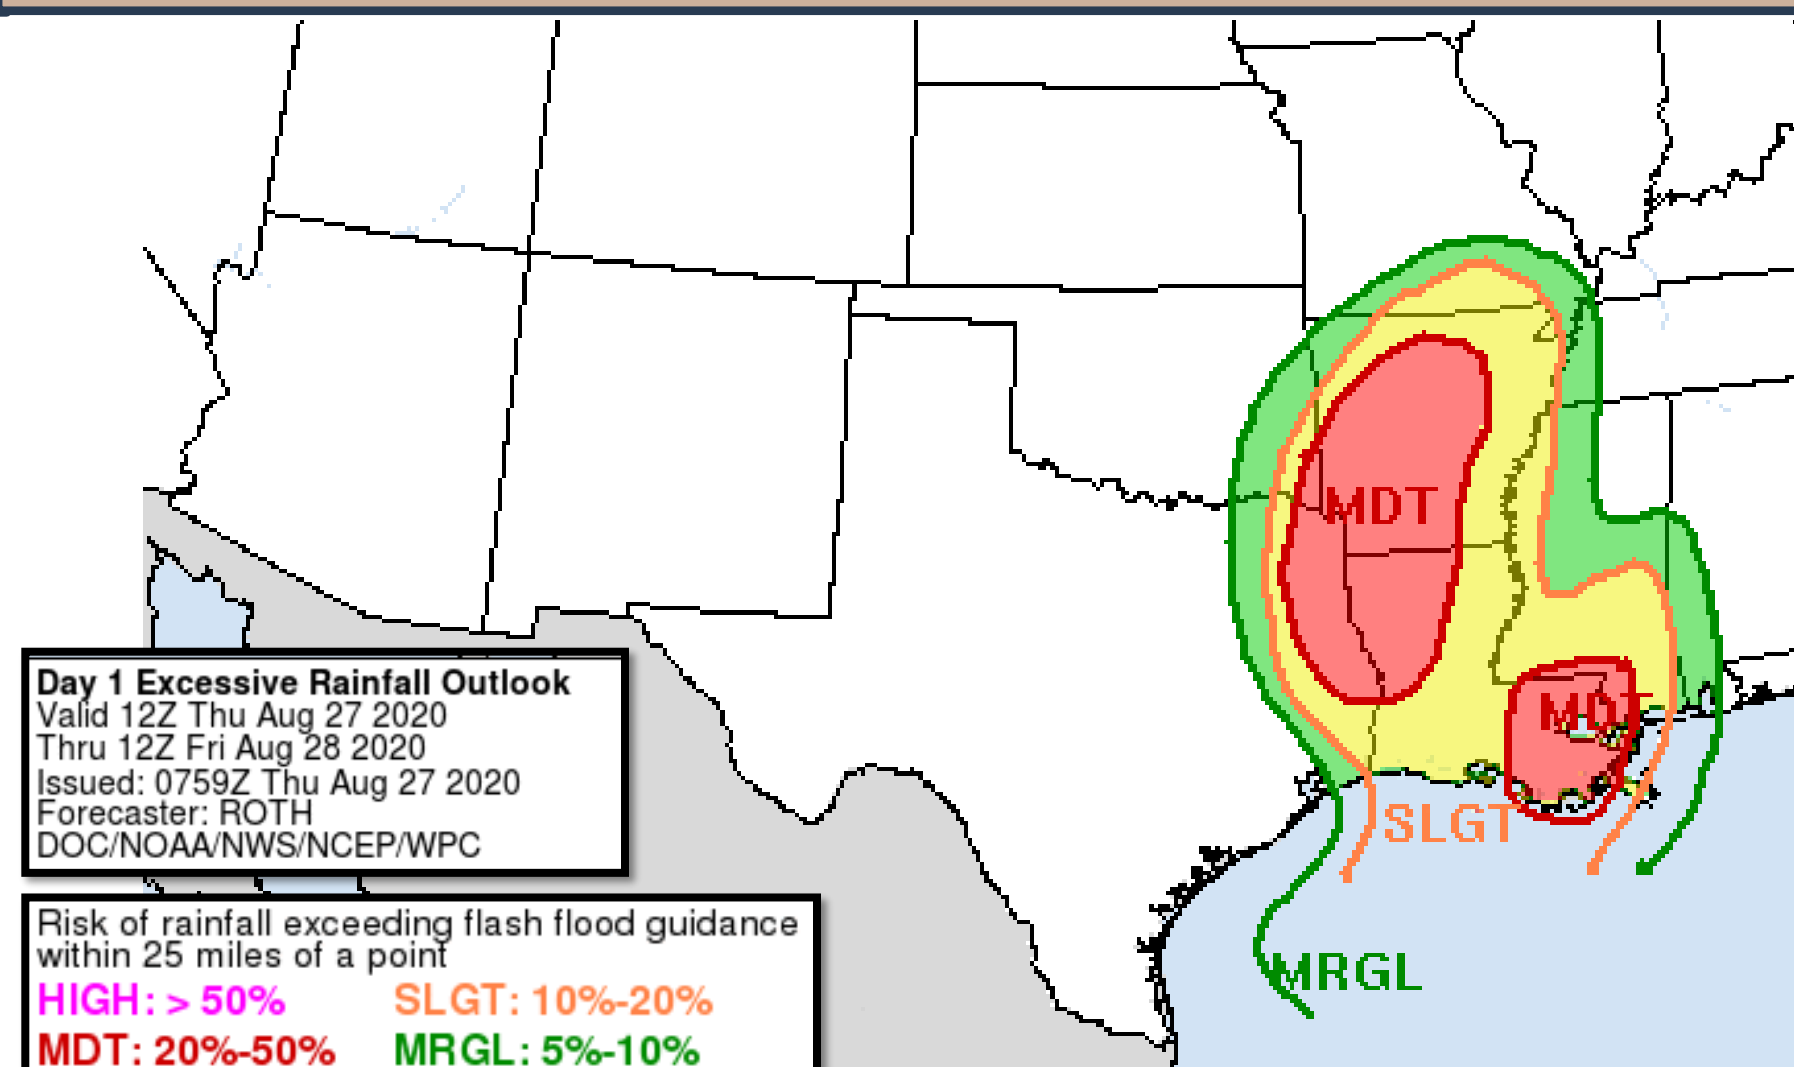 MDT
MDT
SLGT
MRGL
Day 1 Excessive Rainfall Outlook
Valid 12Z Thu Aug 27 2020
Thru 12Z Fri Aug 28 2020
Issued: 0759Z Thu Aug 27 2020
Forecaster: ROTH
DOC/NOAA/NWS/NCEP/WPC
Risk of rainfall exceeding flash flood guidance
within 25 miles of a point
HIGH: > 50% SLGT: 10%-20%
MDT: 20%-50% MRGL: 5%-10%